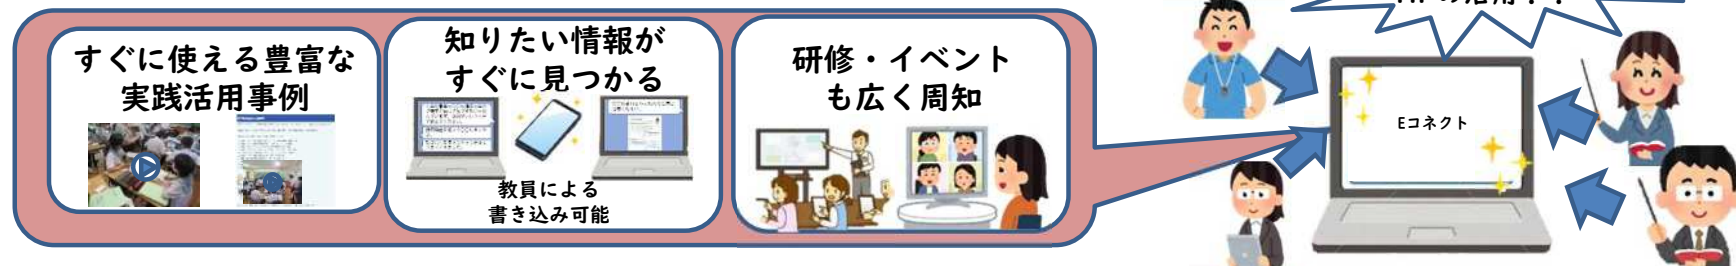 すぐに使える豊富な
実践活用事例
知りたい情報が
すぐに見つかる
教員による
書き込み可能
研修・イベント
も広く周知
Eコネクト